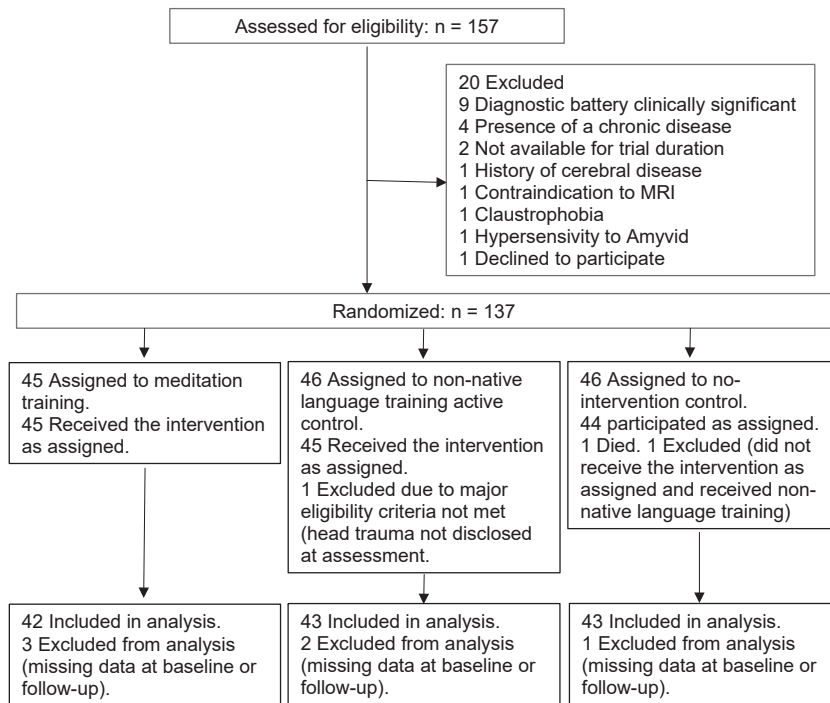 Assessed for eligibility: n = 157
20 Excluded
9 Diagnostic battery clinically significant
4 Presence of a chronic disease
2 Not available for trial duration
1 History of cerebral disease
1 Contraindication to MRI
1 Claustrophobia
1 Hypersensivity to Amyvid
1 Declined to participate
Randomized: n = 137
45 Assigned to meditation
training.
45 Received the intervention
as assigned.
46 Assigned to non-native
language training active
control.
45 Received the intervention
as assigned.
1 Excluded due to major
eligibility criteria not met
(head trauma not disclosed
at assessment.
46 Assigned to no-
intervention control.
44 participated as assigned.
1 Died. 1 Excluded (did not
receive the intervention as
assigned and received non-
native language training)
42 Included in analysis.
3 Excluded from analysis
(missing data at baseline or
follow-up).
43 Included in analysis.
2 Excluded from analysis
(missing data at baseline or
follow-up).
43 Included in analysis.
1 Excluded from analysis
(missing data at baseline or
follow-up).